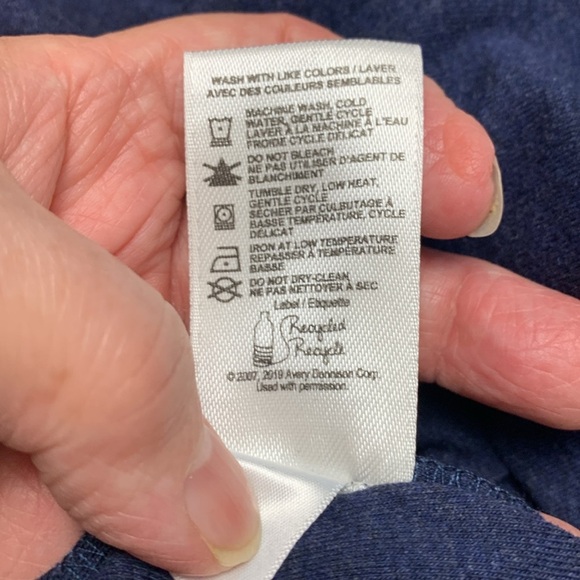 WASH WITH LIKE COLORS / LAVER
AVEC DES COULEURS SEMBLABLES
MACHINE WASH, COLD
WATER, GENTLE CYCLE
LAVER À LA MACHINE À L'EAU
FROIDE CYCLE DÉLICAT
DO NOT BLEACH
NE PAS UTILISER D'AGENT DE
BLANCHIMENT
TUMBLE DRY, LOW HEAT,
GENTLE CYCLE
SÉCHER PAR CULBUTAGE À
BASSE TEMPÉRATURE, CYCLE
DÉLICAT
IRON AT LOW TEMPERATURE
REPASSER À TEMPÉRATURE
BASSE
DO NOT DRY-CLEAN
NE PAS NETTOYER À SEC
Label / Étiquette
Recycled
Recyclé
© 2007, 2019 Avery Dennison Corp.
Used with permission.